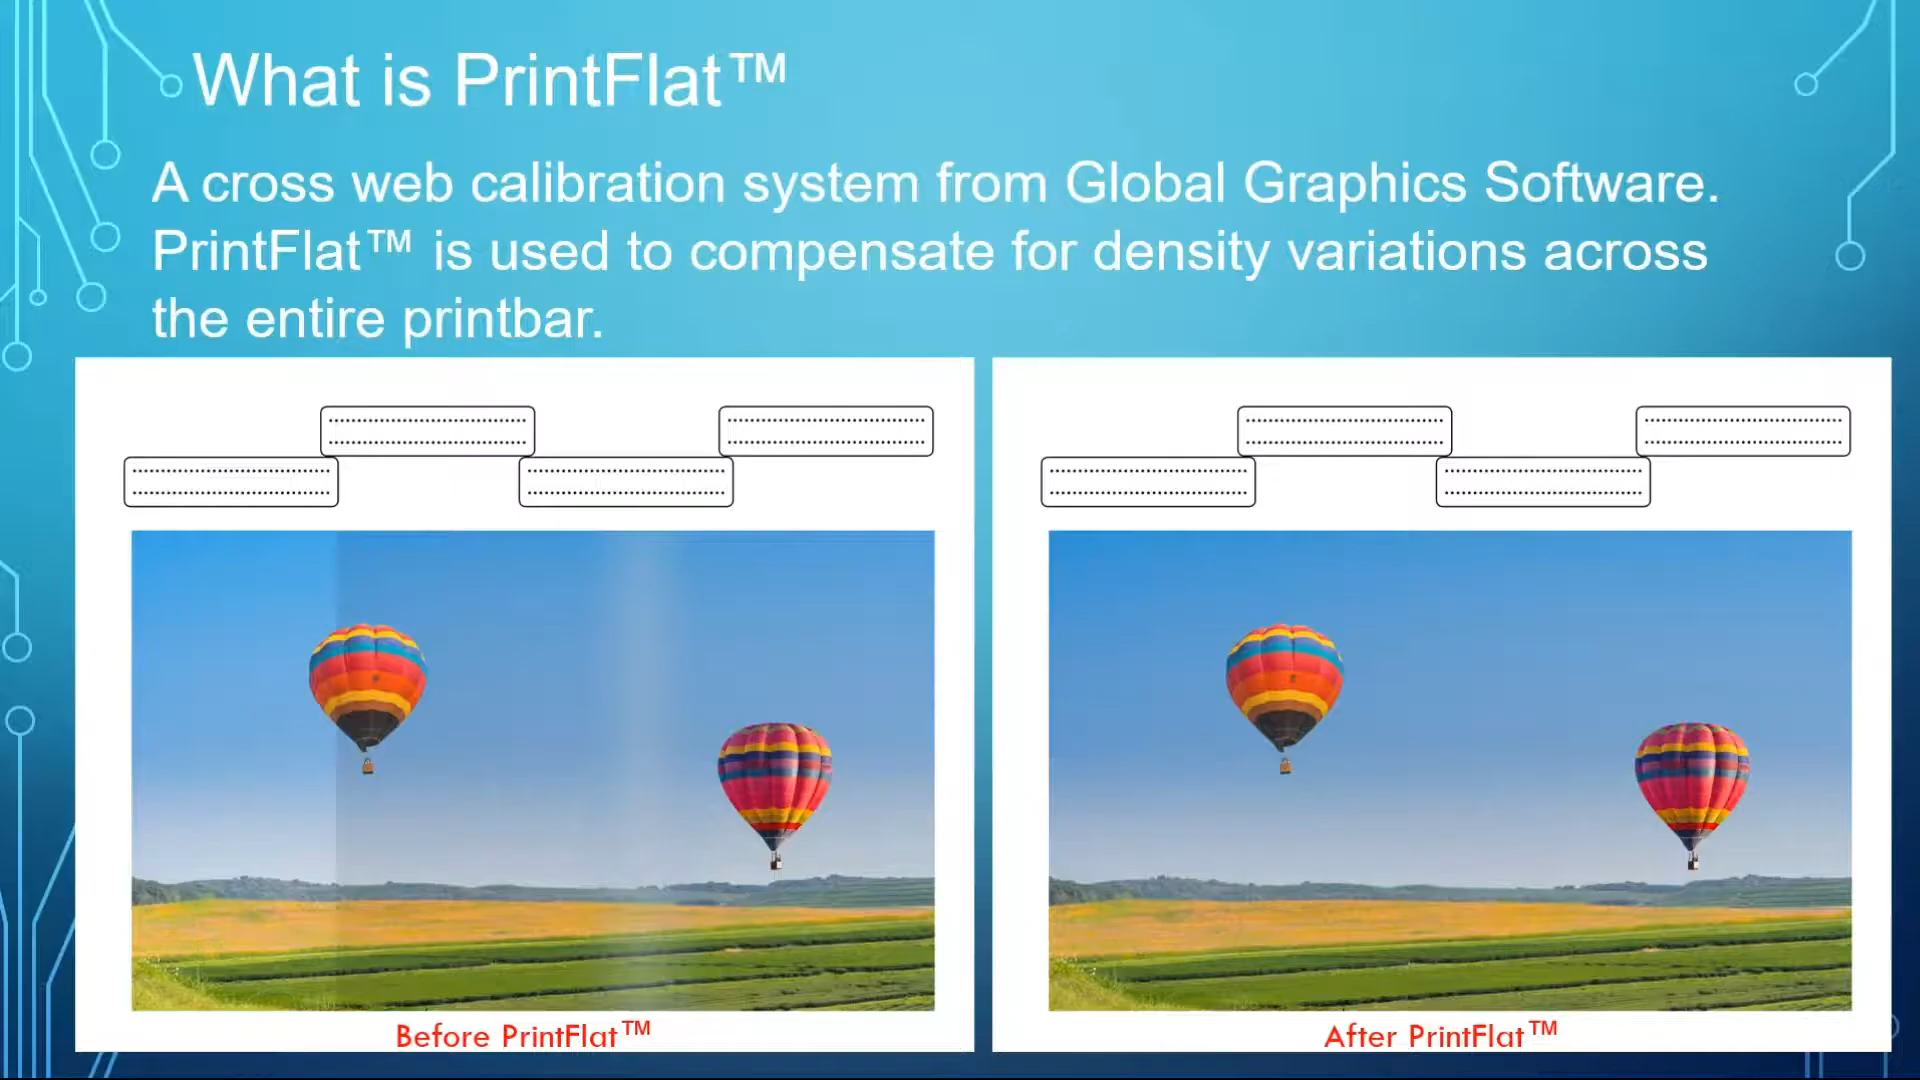 What is PrintFlat™
A cross web calibration system from Global Graphics Software.
PrintFlat™ is used to compensate for density variations across
the entire printbar.
Before PrintFlat™
After PrintFlat™